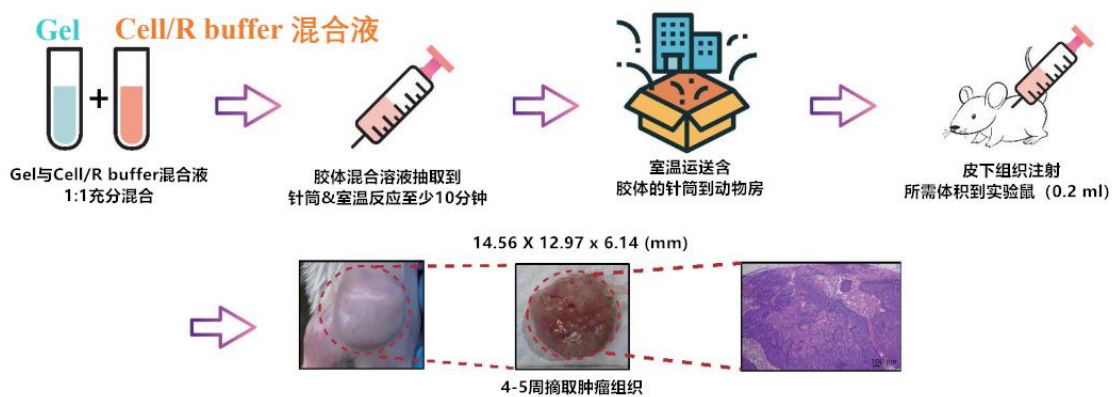 Gel Cell/R buffer 混合液
Gel与Cell/R buffer混合液
1:1充分混合
胶体混合溶液抽取到
针筒&室温反应至少10分钟
室温运送含
胶体的针筒到动物房
皮下组织注射
所需体积到实验鼠（0.2 ml）
14.56 X 12.97 x 6.14 (mm)
4-5周摘取肿瘤组织